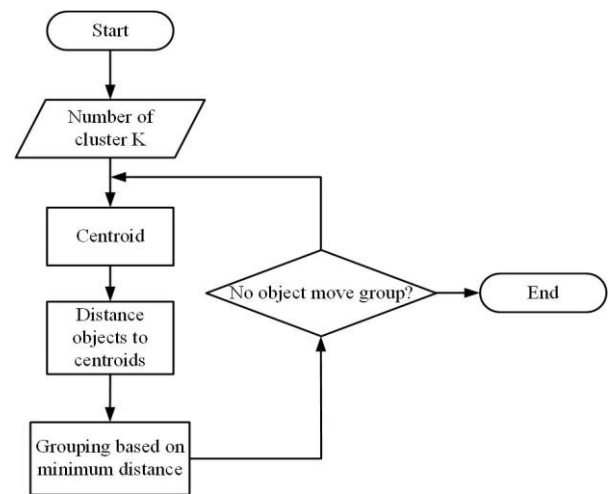 Start
Number of
cluster K
Centroid
Distance
objects to
centroids
Grouping based on
minimum distance
No object move group?
End